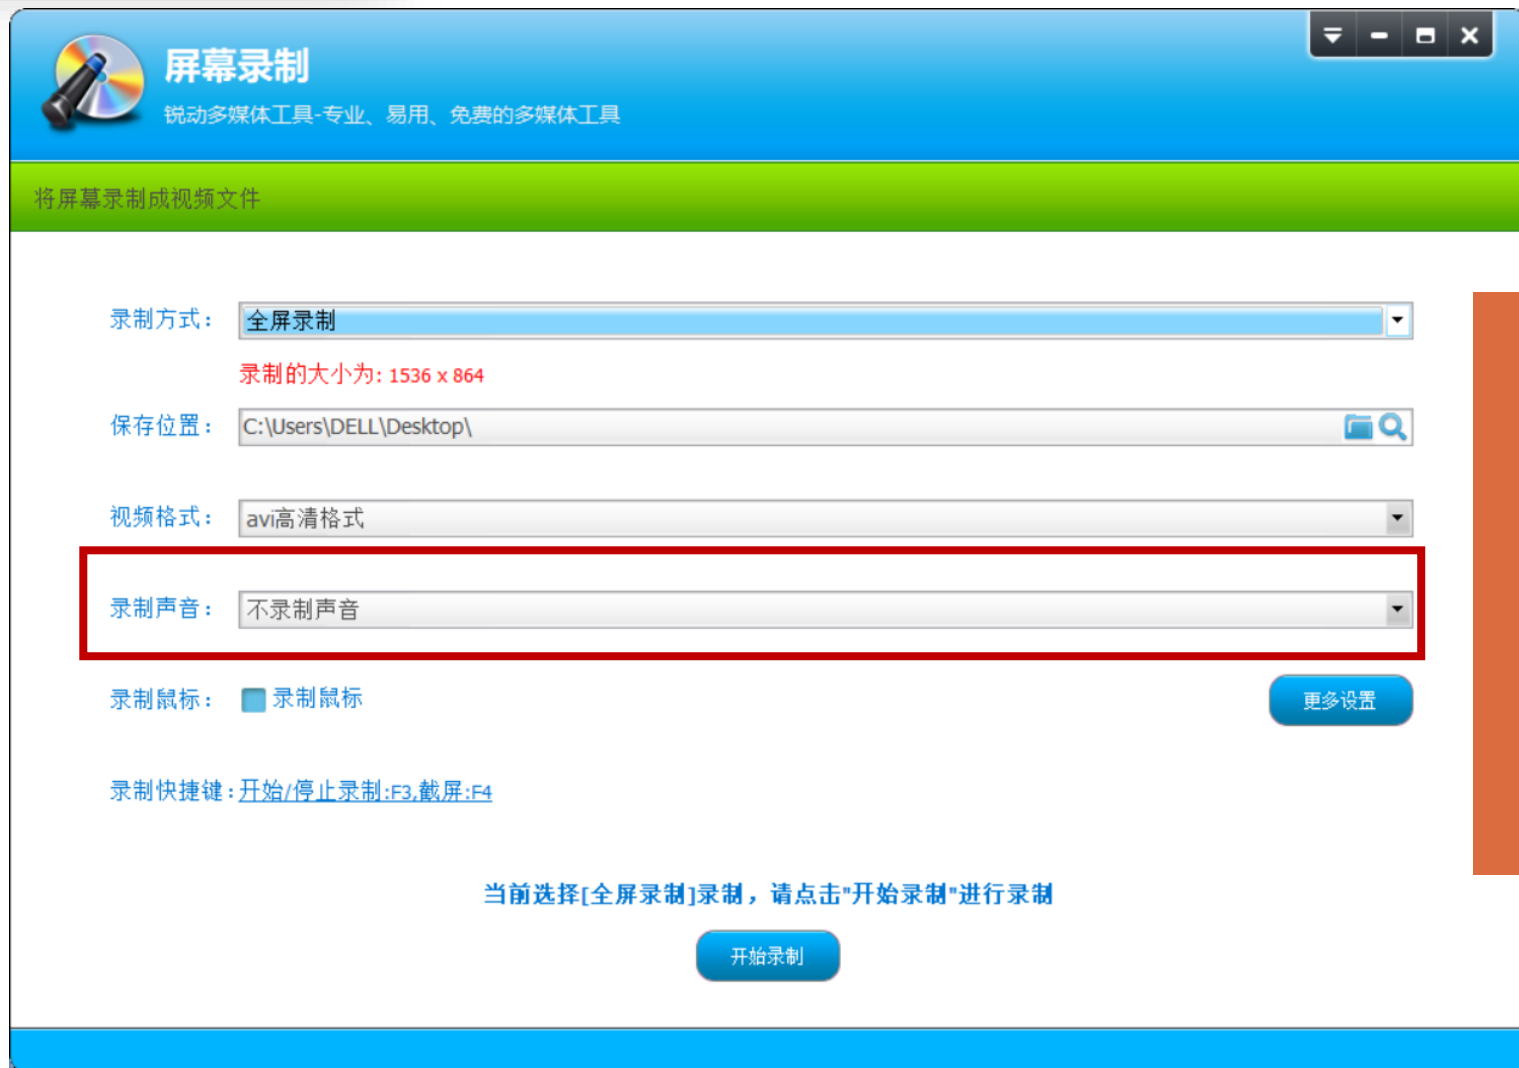 屏幕录制
锐动多媒体工具-专业、易用、免费的多媒体工具
将屏幕录制成视频文件
录制方式： 全屏录制
录制的大小为: 1536 x 864
保存位置： C:\Users\DELL\Desktop\
视频格式： avi高清格式
录制声音： 不录制声音
录制鼠标： 录制鼠标 更多设置
录制快捷键：开始/停止录制:F3,截屏:F4
当前选择[全屏录制]录制，请点击"开始录制"进行录制
开始录制